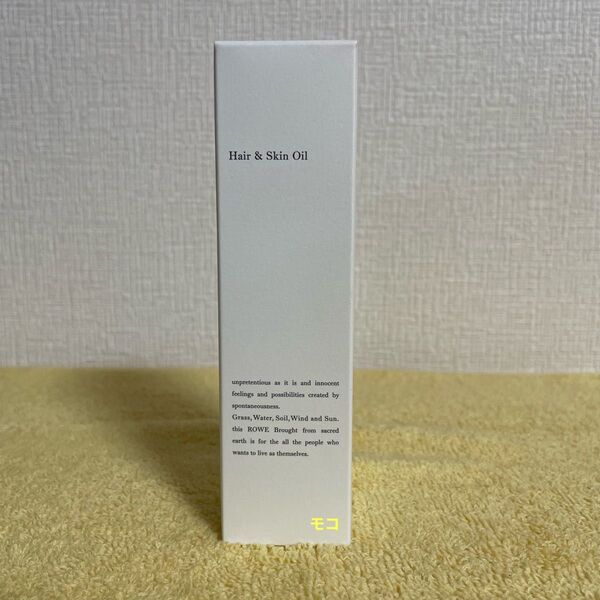 Hair & Skin Oil
unpretentious as it is and innocent
feelings and possibilities created by
spontaneousness.
Grass,Water,Soil,Wind and Sun.
this ROWE Brought from sacred
earth is for the all the people who
wants to live as themselves.
モコ